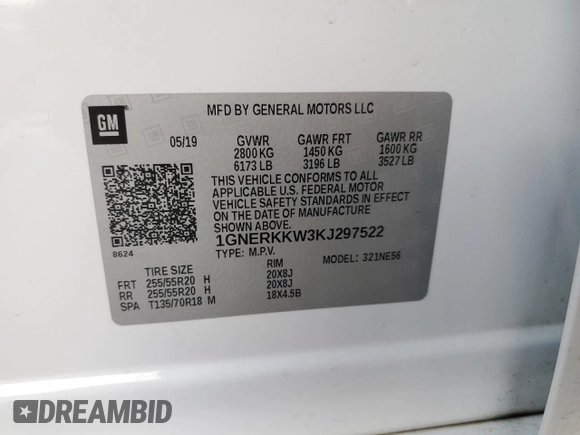 GM
MFD BY GENERAL MOTORS LLC
05/19 GVWR GAWR FRT GAWR RR
2800 KG 1450 KG 1600 KG
6173 LB 3196 LB 3527 LB
THIS VEHICLE CONFORMS TO ALL
APPLICABLE U.S. FEDERAL MOTOR
VEHICLE SAFETY STANDARDS IN EFFECT
ON THE DATE OF MANUFACTURE
SHOWN ABOVE.
1GNERKKW3KJ297522
8624 TYPE: M.P.V. MODEL: 321NE56
TIRE SIZE RIM
FRT 255/55R20 H 20X8J
RR 255/55R20 H 20X8J
SPA T135/70R18 M 18X4.5B
DREAMBID